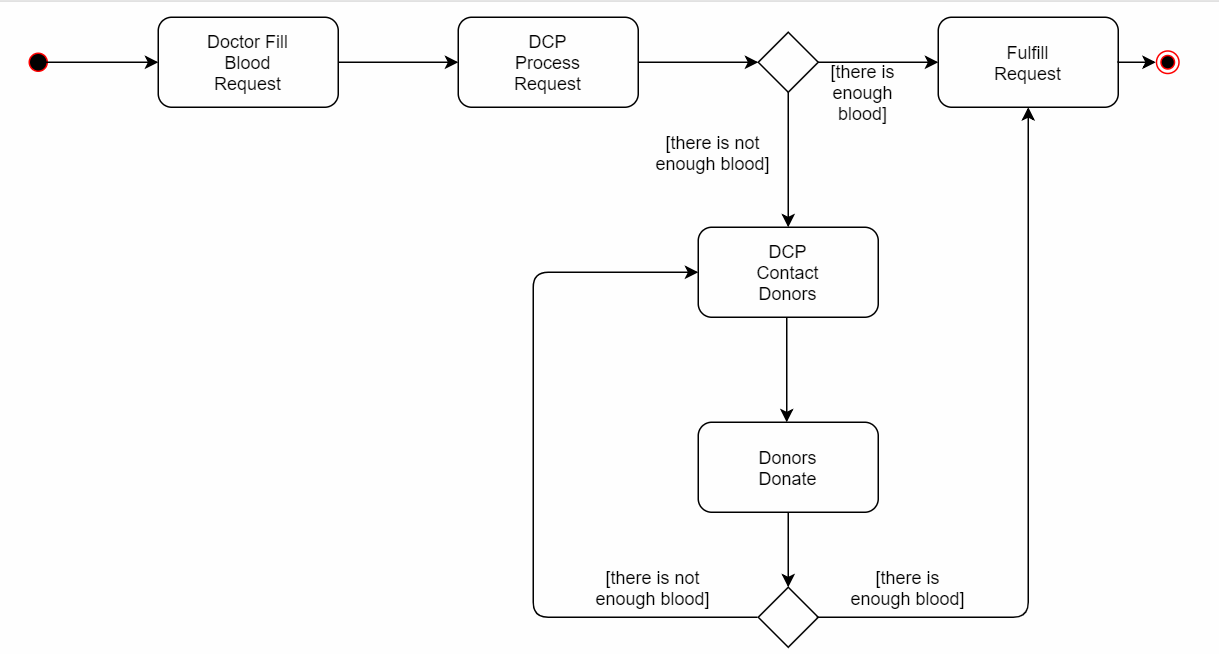 Doctor Fill
Blood
Request
DCP
Process
Request
[there is
enough
blood]
Fulfill
Request
[there is not
enough blood]
DCP
Contact
Donors
Donors
Donate
[there is not
enough blood]
[there is
enough blood]